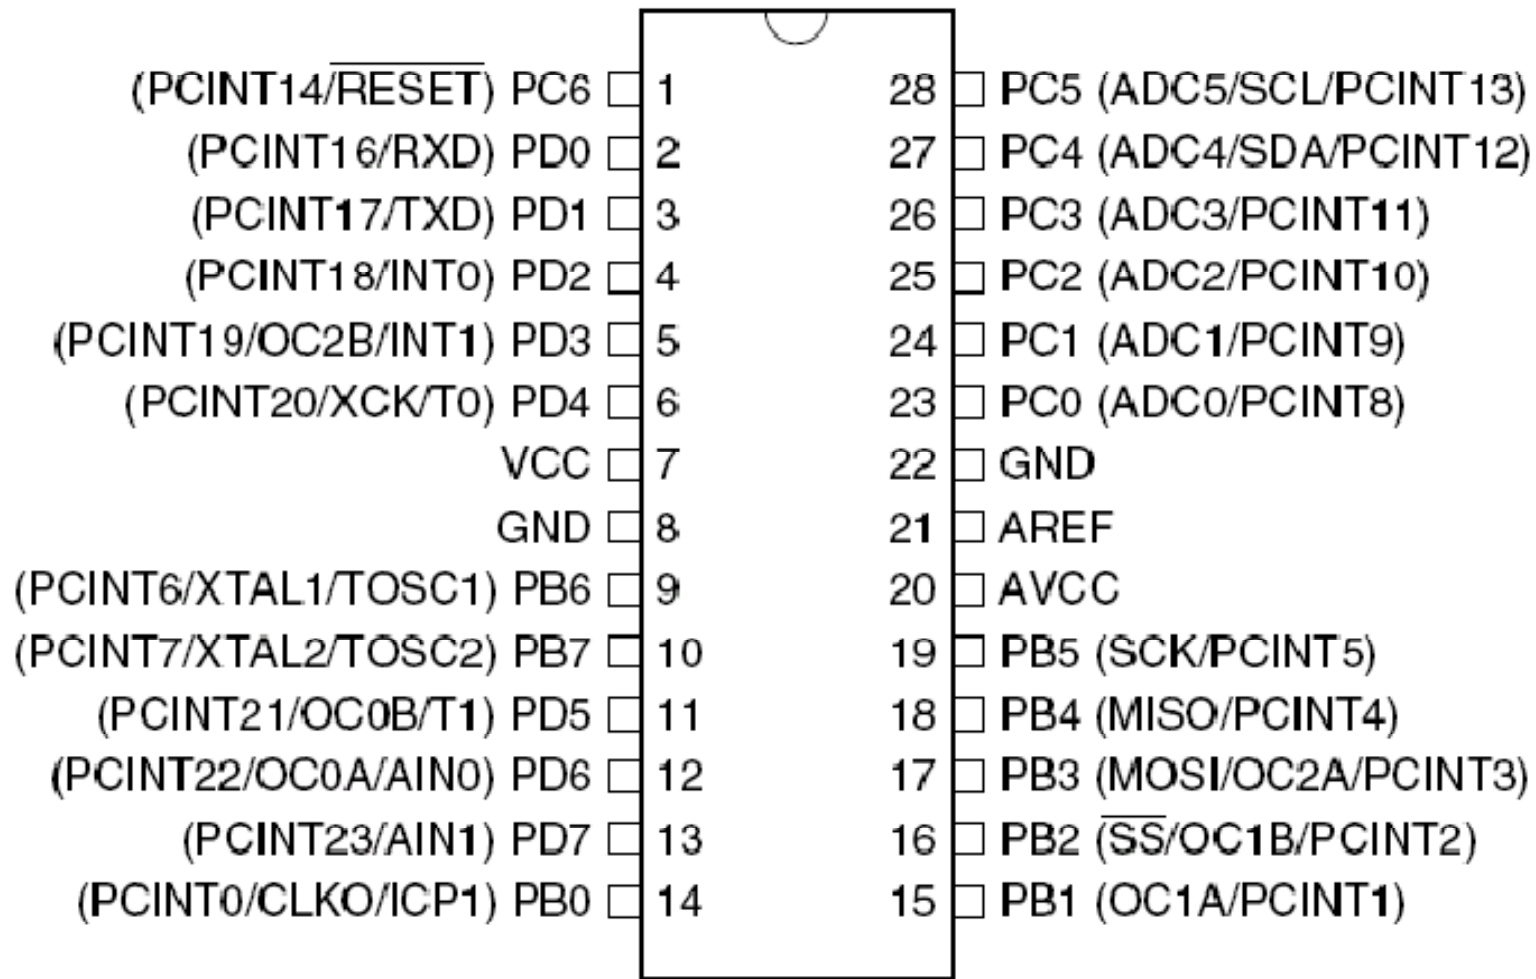 (PCINT14/RESET) PC6 1 28 PC5 (ADC5/SCL/PCINT13)
(PCINT16/RXD) PD0 2 27 PC4 (ADC4/SDA/PCINT12)
(PCINT17/TXD) PD1 3 26 PC3 (ADC3/PCINT11)
(PCINT18/INT0) PD2 4 25 PC2 (ADC2/PCINT10)
(PCINT19/OC2B/INT1) PD3 5 24 PC1 (ADC1/PCINT9)
(PCINT20/XCK/T0) PD4 6 23 PC0 (ADC0/PCINT8)
VCC 7 22 GND
GND 8 21 AREF
(PCINT6/XTAL1/TOSC1) PB6 9 20 AVCC
(PCINT7/XTAL2/TOSC2) PB7 10 19 PB5 (SCK/PCINT5)
(PCINT21/OC0B/T1) PD5 11 18 PB4 (MISO/PCINT4)
(PCINT22/OC0A/AIN0) PD6 12 17 PB3 (MOSI/OC2A/PCINT3)
(PCINT23/AIN1) PD7 13 16 PB2 (SS/OC1B/PCINT2)
(PCINT0/CLKO/ICP1) PB0 14 15 PB1 (OC1A/PCINT1)